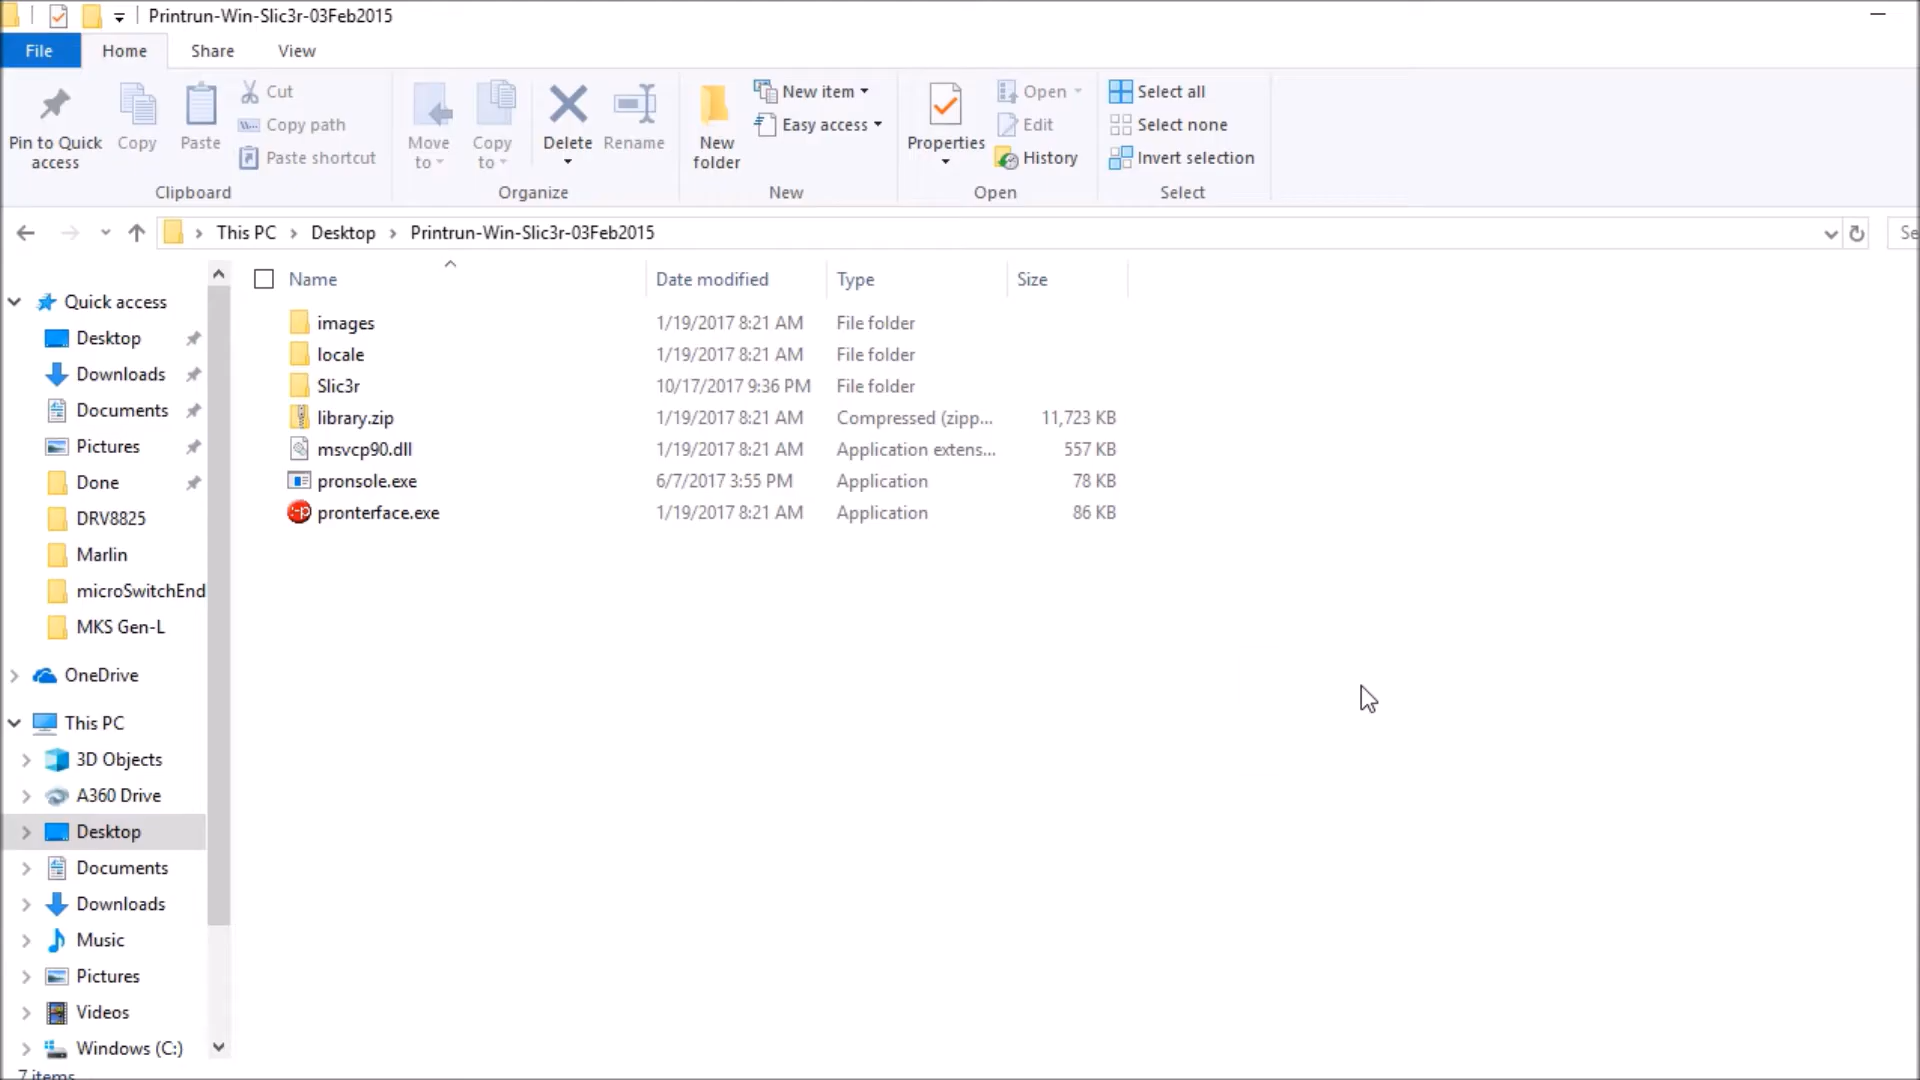 Printrun-Win-Slic3r-03Feb2015
File Home Share View
Pin to Quick access
Copy
Paste
Cut
Copy path
Paste shortcut
Clipboard
Move to
Copy to
Delete
Rename
Organize
New folder
New item
Easy access
New
Properties
Open
Edit
History
Open
Select all
Select none
Invert selection
Select
This PC > Desktop > Printrun-Win-Slic3r-03Feb2015
Se
Name Date modified Type Size
images 1/19/2017 8:21 AM File folder
locale 1/19/2017 8:21 AM File folder
Slic3r 10/17/2017 9:36 PM File folder
library.zip 1/19/2017 8:21 AM Compressed (zipp... 11,723 KB
msvcp90.dll 1/19/2017 8:21 AM Application extens... 557 KB
pronsole.exe 6/7/2017 3:55 PM Application 78 KB
pronterface.exe 1/19/2017 8:21 AM Application 86 KB
Quick access
Desktop
Downloads
Documents
Pictures
Done
DRV8825
Marlin
microSwitchEnd
MKS Gen-L
OneDrive
This PC
3D Objects
A360 Drive
Desktop
Documents
Downloads
Music
Pictures
Videos
Windows (C:)
7 items